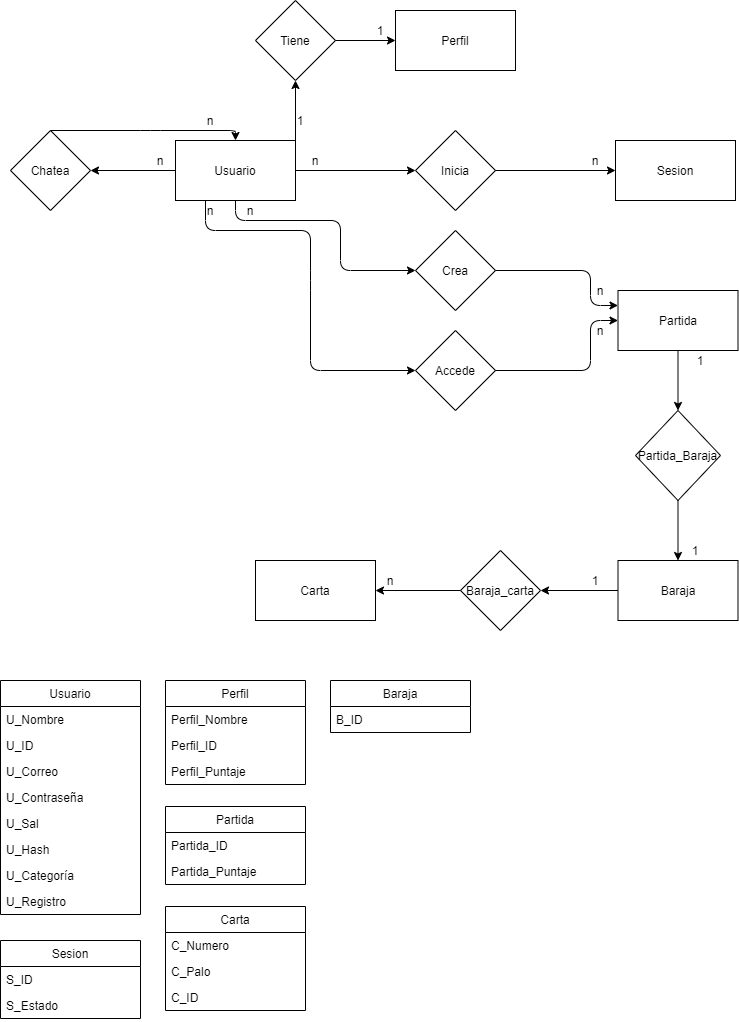 Tiene
1
Perfil
1
n
n
Chatea
n
Usuario
n
Inicia
n
Sesion
n
n
Crea
n
Partida
n
Accede
1
Partida_Baraja
1
Carta
n
Baraja_carta
1
Baraja
Usuario
U_Nombre
U_ID
U_Correo
U_Contraseña
U_Sal
U_Hash
U_Categoría
U_Registro
Sesion
S_ID
S_Estado
Perfil
Perfil_Nombre
Perfil_ID
Perfil_Puntaje
Partida
Partida_ID
Partida_Puntaje
Carta
C_Numero
C_Palo
C_ID
Baraja
B_ID